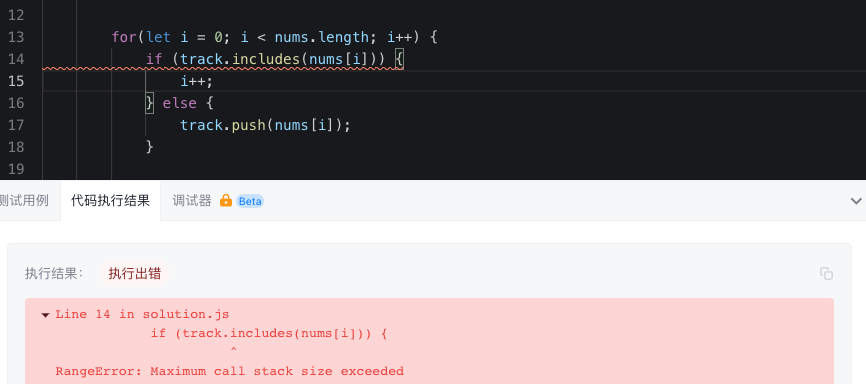 12
13 for(let i = 0; i < nums.length; i++) {
14 if (track.includes(nums[i])) {
15 i++;
16 } else {
17 track.push(nums[i]);
18 }
19
测试用例 代码执行结果 调试器 Beta
执行结果： 执行出错
Line 14 in solution.js
if (track.includes(nums[i])) {
^
RangeError: Maximum call stack size exceeded